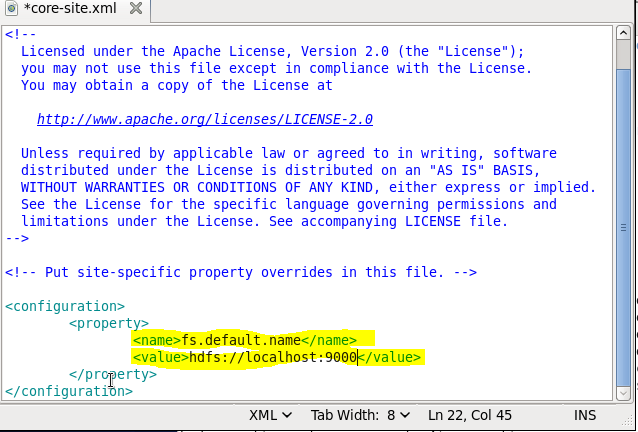 *core-site.xml
<!--
Licensed under the Apache License, Version 2.0 (the "License");
you may not use this file except in compliance with the License.
You may obtain a copy of the License at
http://www.apache.org/licenses/LICENSE-2.0
Unless required by applicable law or agreed to in writing, software
distributed under the License is distributed on an "AS IS" BASIS,
WITHOUT WARRANTIES OR CONDITIONS OF ANY KIND, either express or implied.
See the License for the specific language governing permissions and
limitations under the License. See accompanying LICENSE file.
-->
<!-- Put site-specific property overrides in this file. -->
<configuration>
<property>
<name>fs.default.name</name>
<value>hdfs://localhost:9000</value>
</property>
</configuration>
XML Tab Width: 8 Ln 22, Col 45 INS